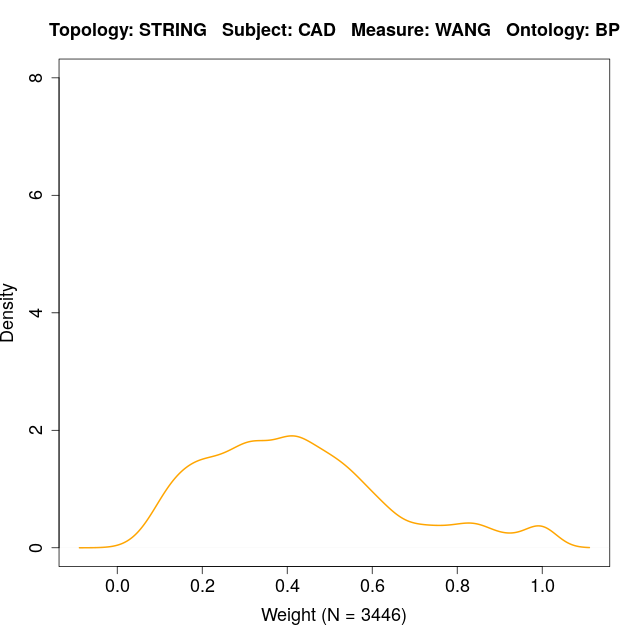 Topology: STRING   Subject: CAD   Measure: WANG   Ontology: BP
8
6
4
2
0
Density
0.0 0.2 0.4 0.6 0.8 1.0
Weight (N = 3446)